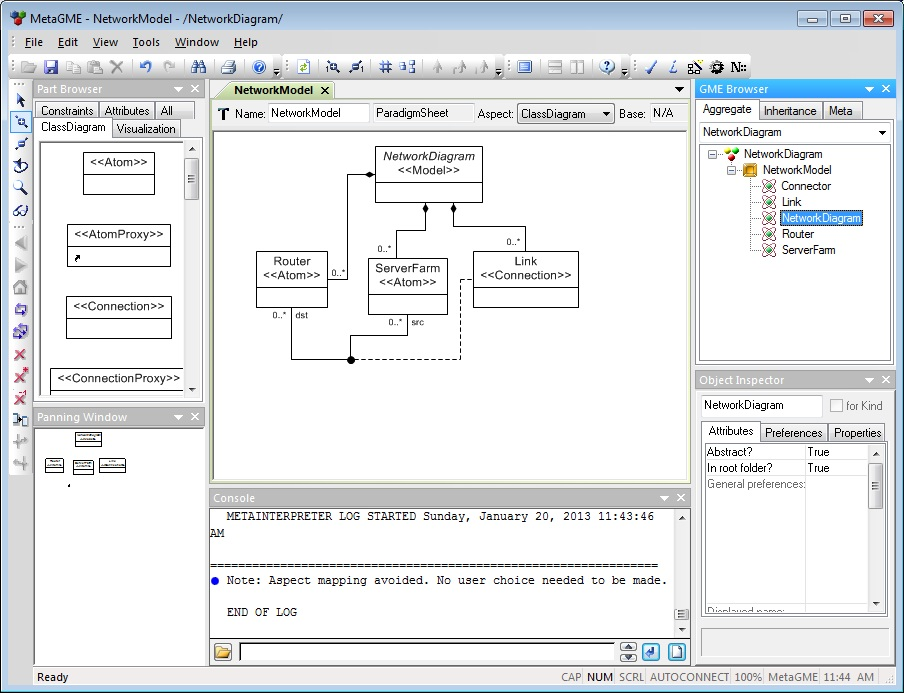 MetaGME - NetworkModel - /NetworkDiagram/
File Edit View Tools Window Help
Part Browser
Constraints Attributes All
ClassDiagram Visualization
<<Atom>>
<<AtomProxy>>
<<Connection>>
<<ConnectionProxy>>
Panning Window
NetworkModel
Name: NetworkModel ParadigmSheet Aspect: ClassDiagram Base: N/A
NetworkDiagram
<<Model>>
0..*
0..*
0..*
Router
<<Atom>>
ServerFarm
<<Atom>>
Link
<<Connection>>
0..* dst
0..* src
Console
METAINTERPRETER LOG STARTED Sunday, January 20, 2013 11:43:46
AM
================================================================
Note: Aspect mapping avoided. No user choice needed to be made.
END OF LOG
GME Browser
Aggregate Inheritance Meta
NetworkDiagram
NetworkDiagram
NetworkModel
Connector
Link
NetworkDiagram
Router
ServerFarm
Object Inspector
NetworkDiagram for Kind
Attributes Preferences Properties
Abstract? True
In root folder? True
General preferences:
Displayed name:
Ready
CAP NUM SCRL AUTOCONNECT 100% MetaGME 11:44 AM